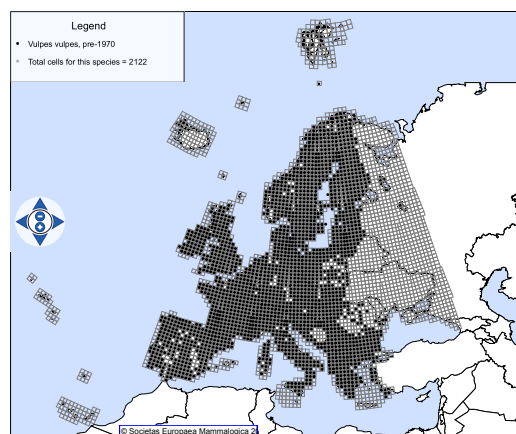 Legend
Vulpes vulpes, pre-1970
Total cells for this species = 2122
© Societas Europaea Mammalogica